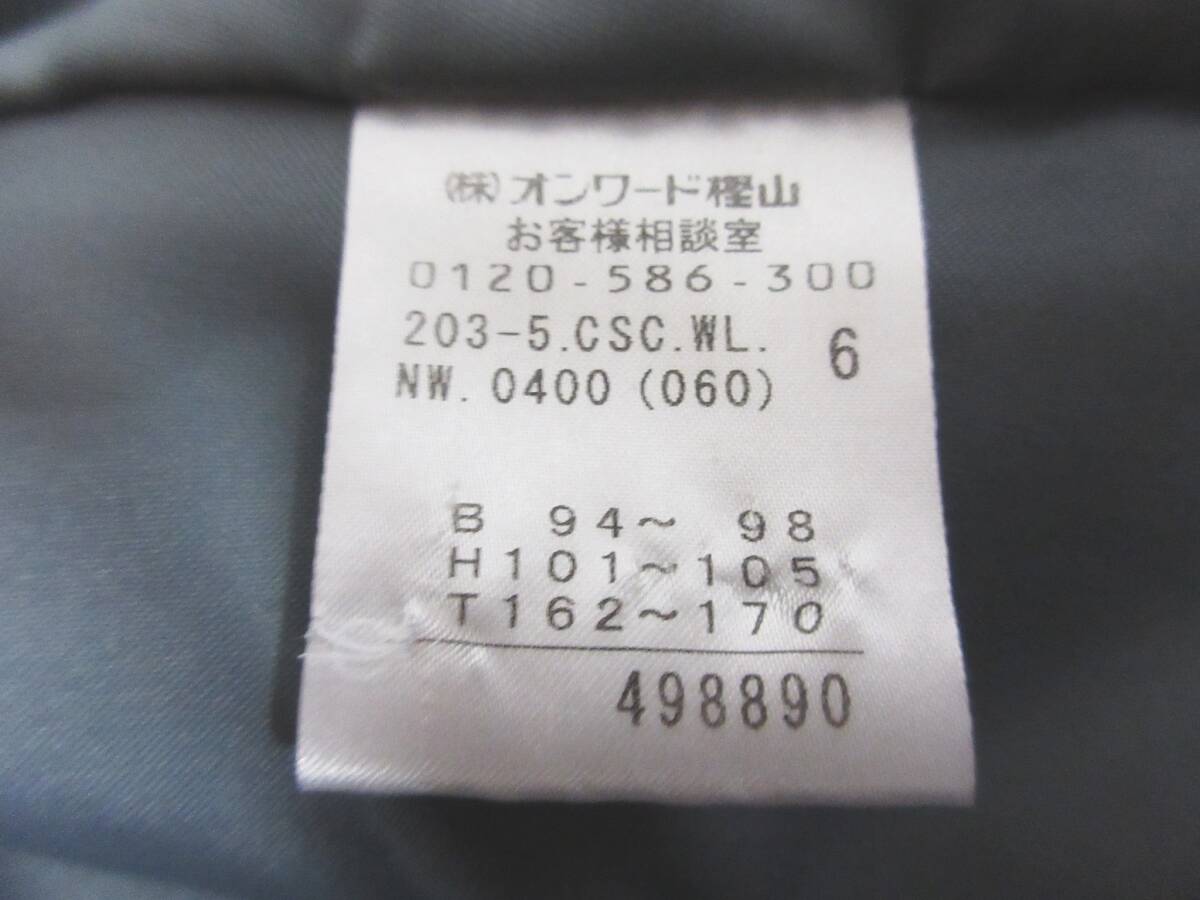 (株)オンワード樫山
お客様相談室
0120-586-300
203-5.CSC.WL. 6
NW.0400(060)
B 94～ 98
H101～105
T162～170
498890